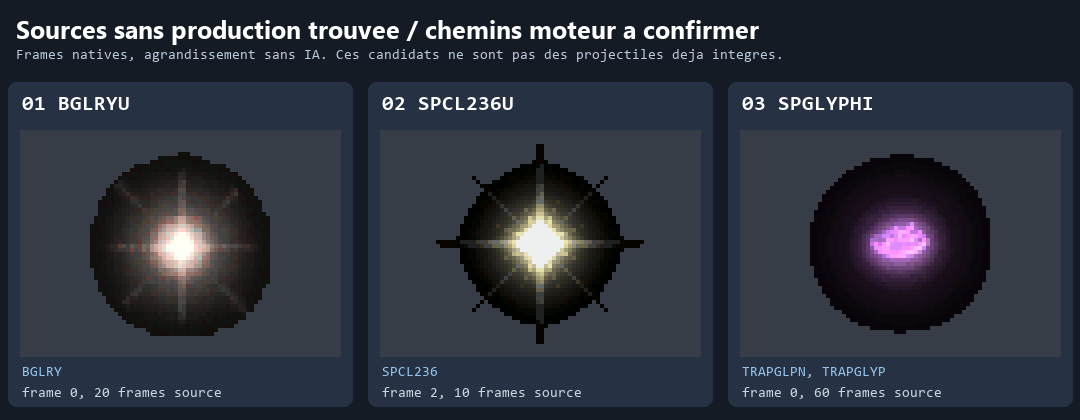 Sources sans production trouvee / chemins moteur a confirmer
Frames natives, agrandissement sans IA. Ces candidats ne sont pas des projectiles deja integres.
01 BGLRYU
BGLRY
frame 0, 20 frames source
02 SPCL236U
SPCL236
frame 2, 10 frames source
03 SPGLYPHI
TRAPGLPN, TRAPGLYP
frame 0, 60 frames source